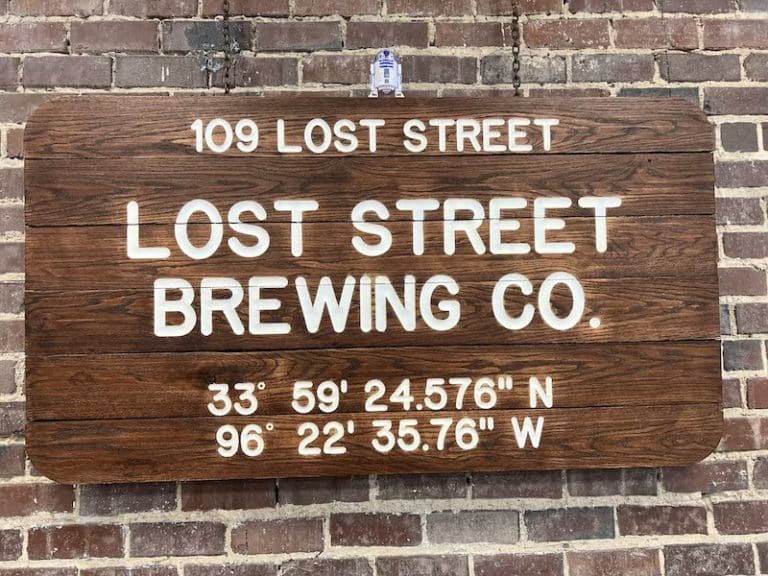 109 LOST STREET
LOST STREET
BREWING CO.
33° 59' 24.576" N
96° 22' 35.76" W